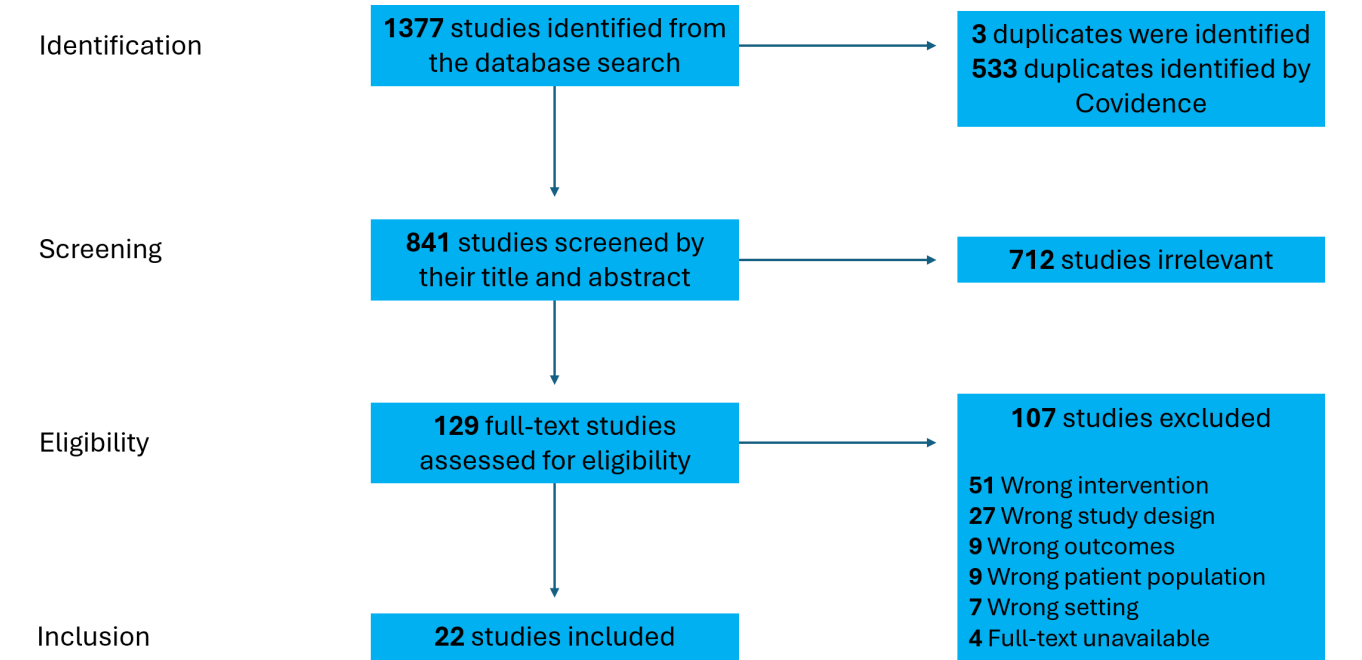 Identification
1377 studies identified from
the database search
3 duplicates were identified
533 duplicates identified by
Covidence
Screening
841 studies screened by
their title and abstract
712 studies irrelevant
Eligibility
129 full-text studies
assessed for eligibility
107 studies excluded
51 Wrong intervention
27 Wrong study design
9 Wrong outcomes
9 Wrong patient population
7 Wrong setting
4 Full-text unavailable
Inclusion
22 studies included